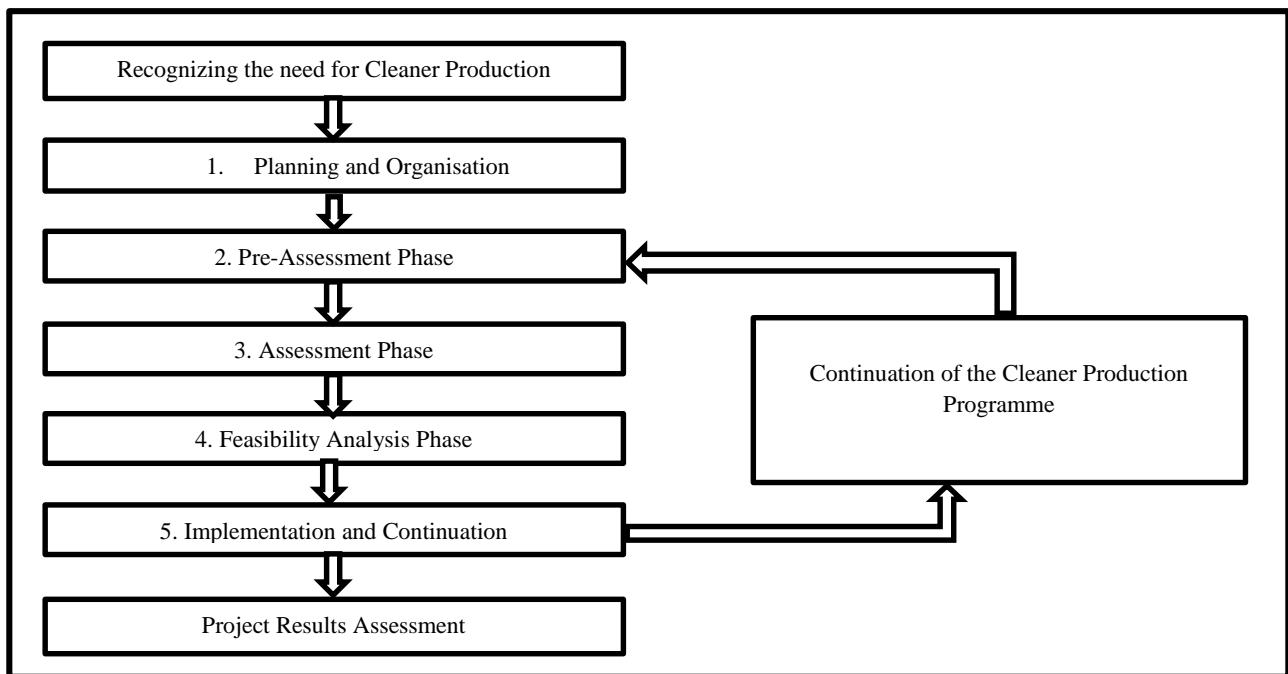 Recognizing the need for Cleaner Production
1. Planning and Organisation
2. Pre-Assessment Phase
3. Assessment Phase
4. Feasibility Analysis Phase
5. Implementation and Continuation
Project Results Assessment
Continuation of the Cleaner Production
Programme